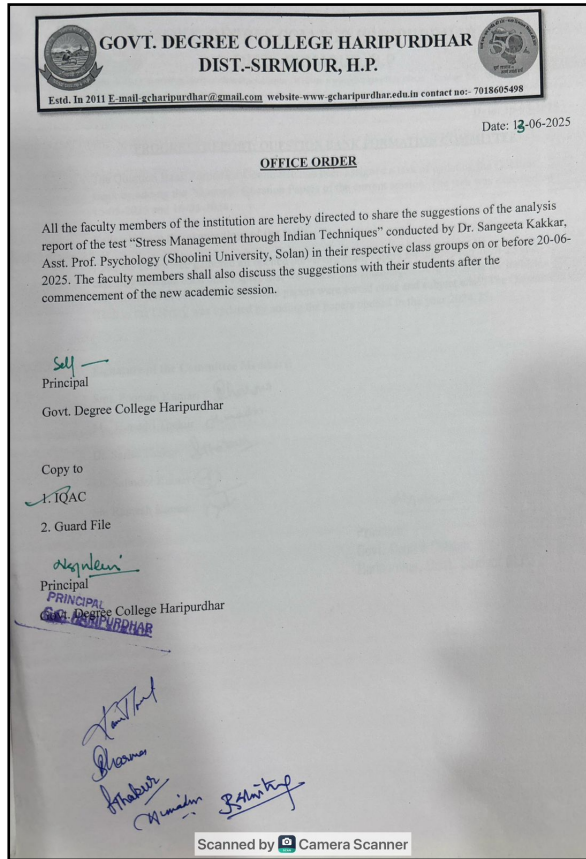 GOVT. DEGREE COLLEGE HARIPURDHAR
DIST.-SIRMOUR, H.P.
Estd. In 2011 E-mail-gcharipurdhar@gmail.com website-www-gcharipurdhar.edu.in contact no:- 7018605498
Date: 13-06-2025
OFFICE ORDER
All the faculty members of the institution are hereby directed to share the suggestions of the analysis
report of the test “Stress Management through Indian Techniques” conducted by Dr. Sangeeta Kakkar,
Asst. Prof. Psychology (Shoolini University, Solan) in their respective class groups on or before 20-06-
2025. The faculty members shall also discuss the suggestions with their students after the
commencement of the new academic session.
Principal
Govt. Degree College Haripurdhar
Copy to
1. IQAC
2. Guard File
Principal
PRINCIPAL
Govt. Degree College Haripurdhar
HARIPURDHAR
Scanned by Camera Scanner